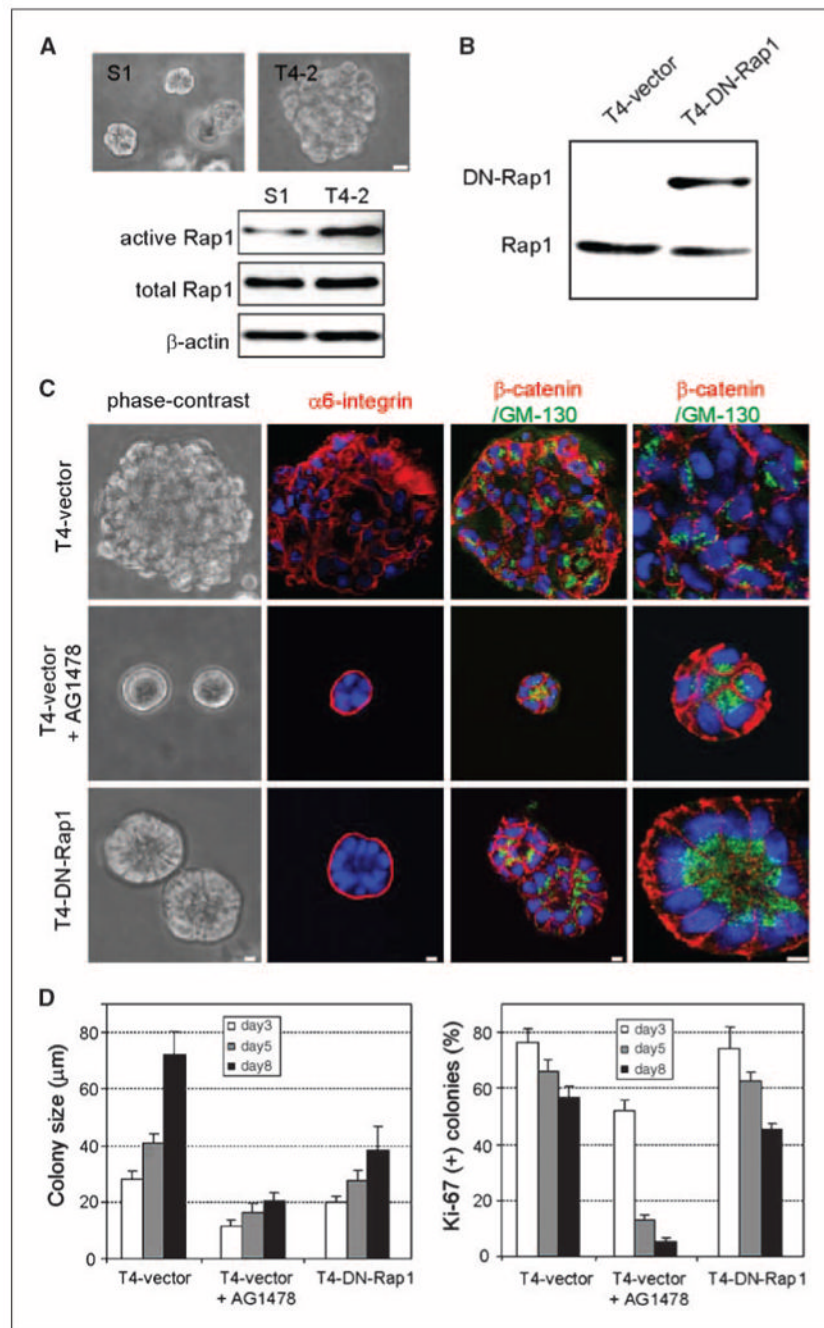 A
S1
T4-2
S1 T4-2
active Rap1
total Rap1
β-actin
B
T4-vector
T4-DN-Rap1
DN-Rap1
Rap1
C
phase-contrast
α6-integrin
β-catenin
/GM-130
β-catenin
/GM-130
T4-vector
T4-vector
+ AG1478
T4-DN-Rap1
D
Colony size (μm)
80
60
40
20
0
day3
day5
day8
T4-vector
T4-vector
+ AG1478
T4-DN-Rap1
Ki-67 (+) colonies (%)
80
60
40
20
0
day3
day5
day8
T4-vector
T4-vector
+ AG1478
T4-DN-Rap1